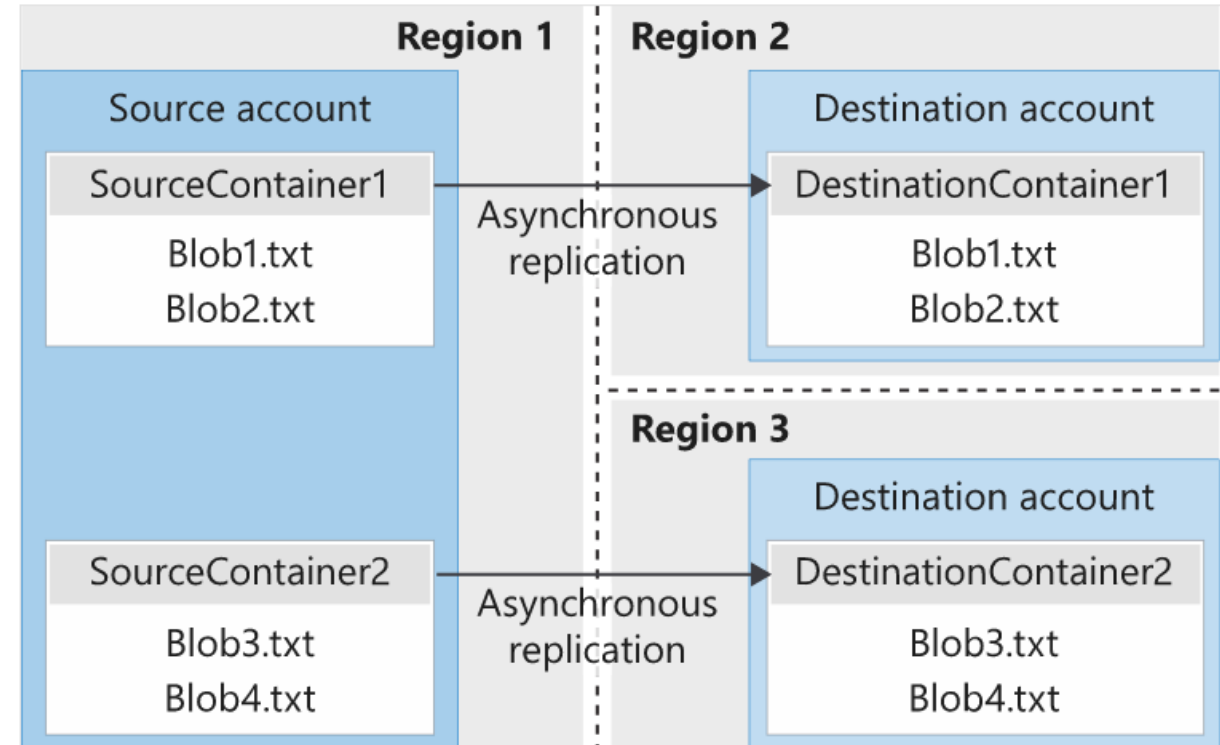 Region 1
Source account
SourceContainer1
Blob1.txt
Blob2.txt
SourceContainer2
Blob3.txt
Blob4.txt
Asynchronous
replication
Asynchronous
replication
Region 2
Destination account
DestinationContainer1
Blob1.txt
Blob2.txt
Region 3
Destination account
DestinationContainer2
Blob3.txt
Blob4.txt